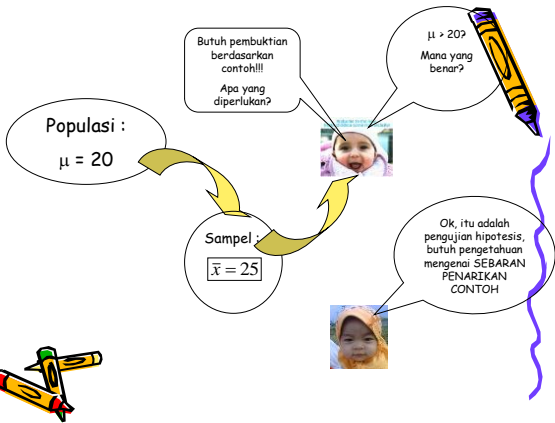 Butuh pembuktian
berdasarkan
contoh!!!
Apa yang
diperlukan?
μ > 20?
Mana yang
benar?
Populasi :
μ = 20
Sampel :
x̄ = 25
Ok, itu adalah
pengujian hipotesis,
butuh pengetahuan
mengenai SEBARAN
PENARIKAN
CONTOH